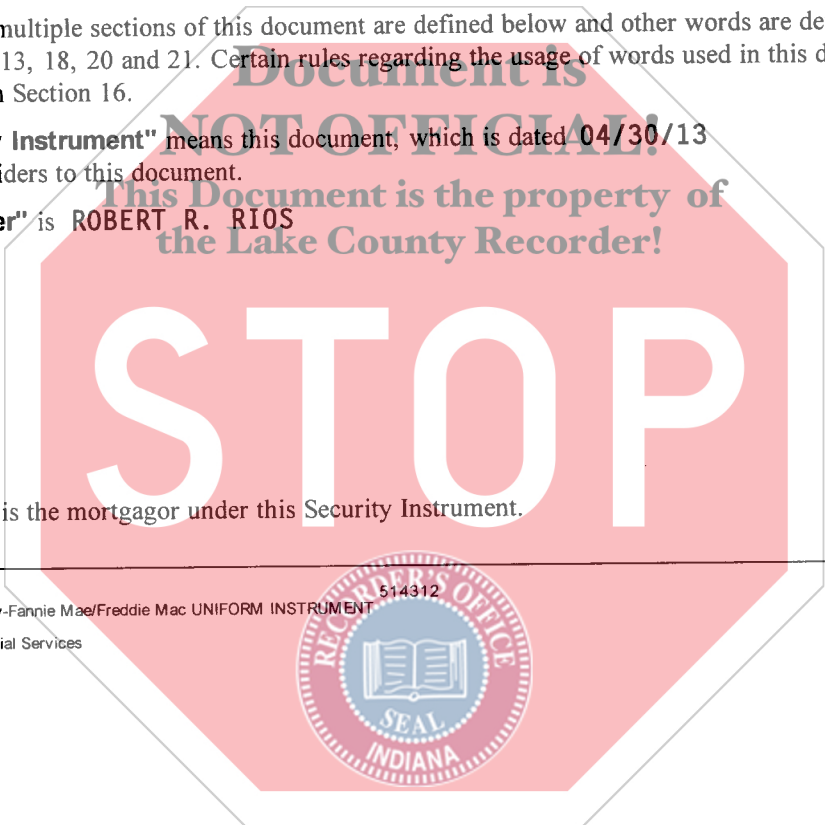 multiple sections of this document are defined below and other words are de
13, 18, 20 and 21. Certain rules regarding the usage of words used in this d
Section 16.
Document is
NOT OFFICIAL!
Instrument" means this document, which is dated 04/30/13
iders to this document.
This Document is the property of
the Lake County Recorder!
er" is ROBERT R. RIOS
STOP
is the mortgagor under this Security Instrument.
514312
-Fannie Mae/Freddie Mac UNIFORM INSTRUMENT
ial Services
RECORDER'S OFFICE
SEAL
INDIANA